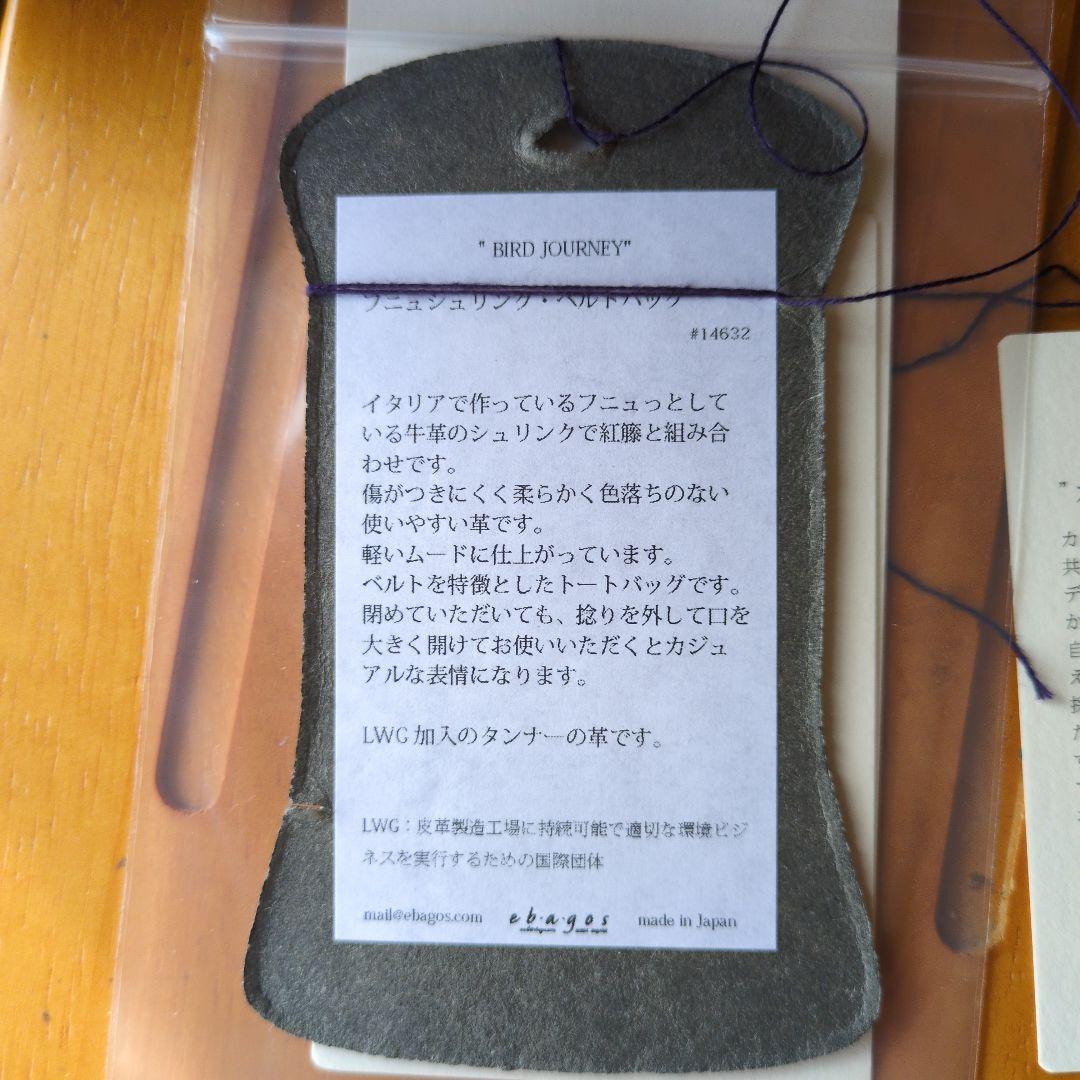 " BIRD JOURNEY"
フニュシュリンク・ベルトバッグ
#14632
イタリアで作っているフニュっとして
いる牛革のシュリンクで紅籐と組み合
わせです。
傷がつきにくく柔らかく色落ちのない
使いやすい革です。
軽いムードに仕上がっています。
ベルトを特徴としたトートバッグです。
閉めていただいても、捻りを外して口を
大きく開けてお使いいただくとカジュ
アルな表情になります。
LWG 加入のタンナーの革です。
LWG：皮革製造工場に持続可能で適切な環境ビジ
ネスを実行するための国際団体
mail@ebagos.com e b·a·g o s made in Japan